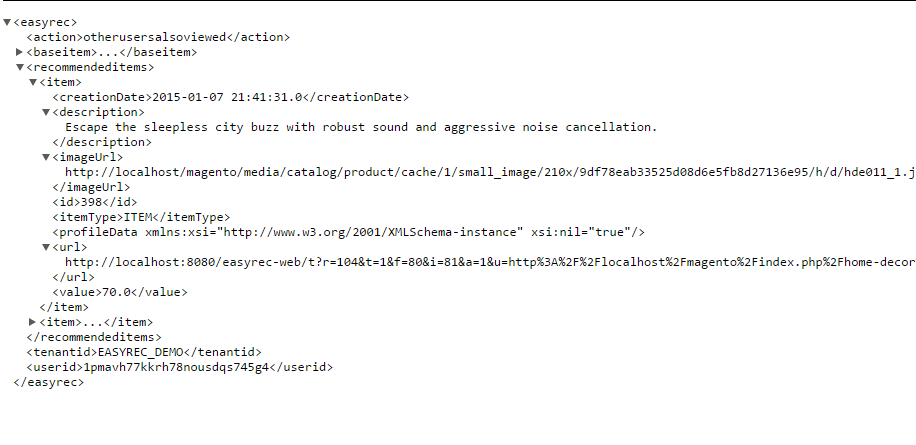 <easyrec>
<action>otherusersalsoviewed</action>
<baseitem>...</baseitem>
<recommendeditems>
<item>
<creationDate>2015-01-07 21:41:31.0</creationDate>
<description>
Escape the sleepless city buzz with robust sound and aggressive noise cancellation.
</description>
<imageUrl>
http://localhost/magento/media/catalog/product/cache/1/small_image/210x/9df78eab33525d08d6e5fb8d27136e95/h/d/hde011_1.j
</imageUrl>
<id>398</id>
<itemType>ITEM</itemType>
<profileData xmlns:xsi="http://www.w3.org/2001/XMLSchema-instance" xsi:nil="true"/>
<url>
http://localhost:8080/easyrec-web/t?r=104&t=1&f=80&i=81&a=1&u=http%3A%2F%2Flocalhost%2Fmagento%2Findex.php%2Fhome-decor
</url>
<value>70.0</value>
</item>
<item>...</item>
</recommendeditems>
<tenantid>EASYREC_DEMO</tenantid>
<userid>1pmavh77kkrh78nousdqs745g4</userid>
</easyrec>